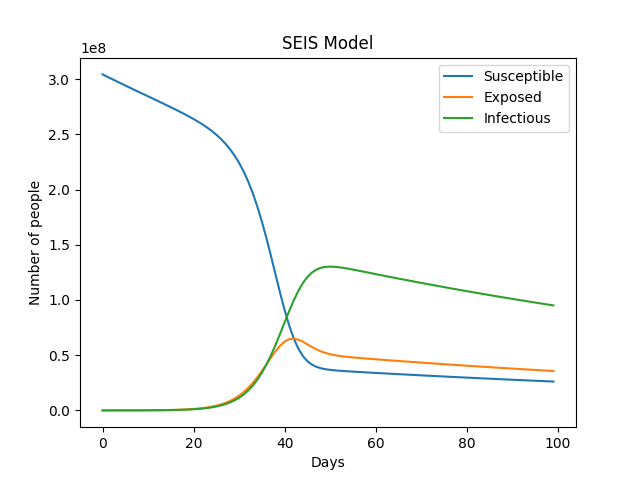 SEIS Model
1e8
Susceptible
Exposed
Infectious
3.0
2.5
2.0
1.5
1.0
0.5
0.0
Number of people
0 20 40 60 80 100
Days